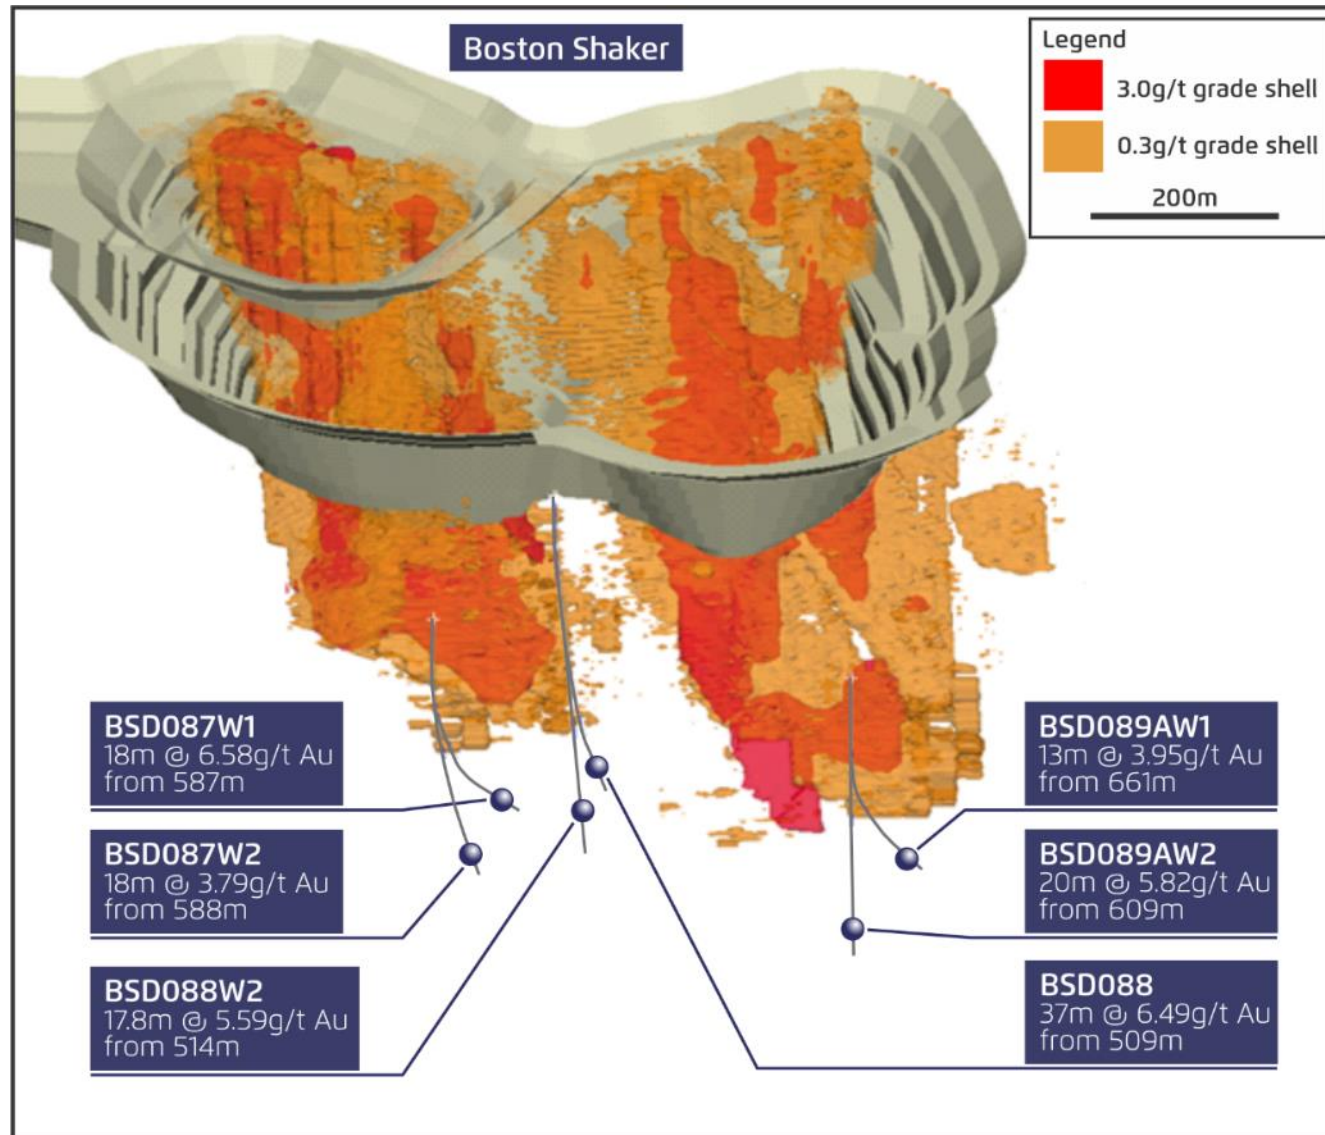 Boston Shaker
Legend
3.0g/t grade shell
0.3g/t grade shell
200m
BSD087W1
18m @ 6.58g/t Au
from 587m
BSD087W2
18m @ 3.79g/t Au
from 588m
BSD088W2
17.8m @ 5.59g/t Au
from 514m
BSD089AW1
13m @ 3.95g/t Au
from 661m
BSD089AW2
20m @ 5.82g/t Au
from 609m
BSD088
37m @ 6.49g/t Au
from 509m